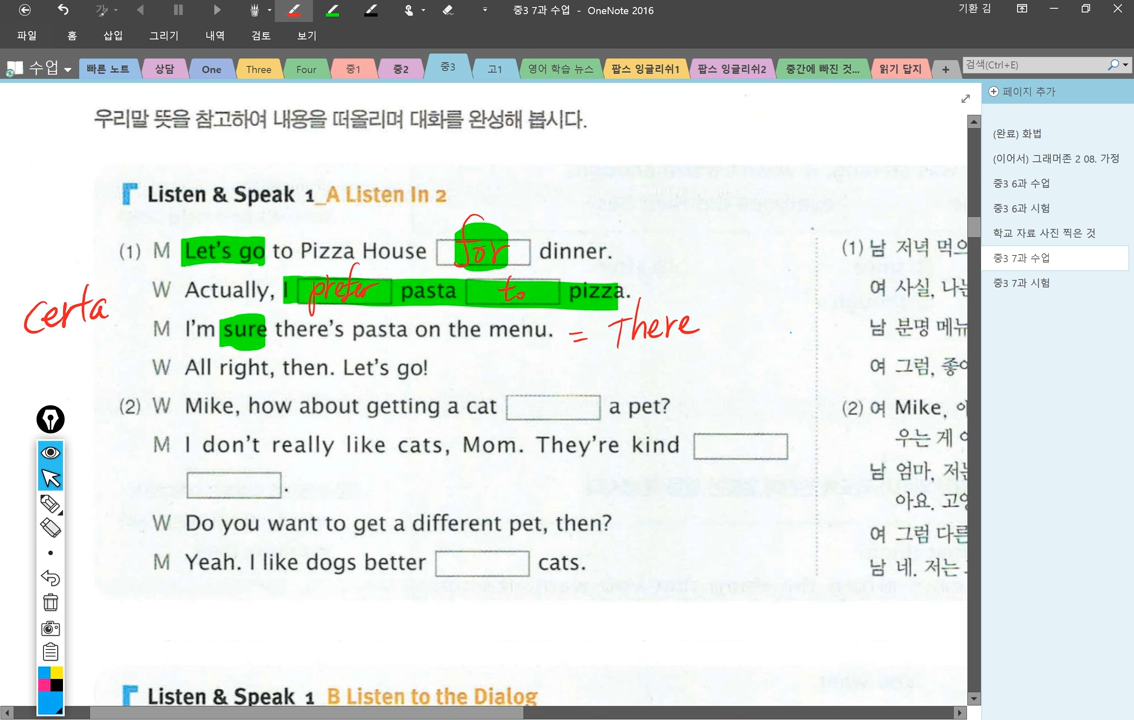 중3 7과 수업 - OneNote 2016
기환 김
파일 홈 삽입 그리기 내역 검토 보기
수업 빠른 노트 상담 One Three Four 중1 중2 중3 고1 영어 학습 뉴스 팝스 잉글리쉬1 팝스 잉글리쉬2 중간에 빠진 것... 읽기 답지 + 검색(Ctrl+E)
페이지 추가
(완료) 화법
(이어서) 그래머존 2 08. 가정
중3 6과 수업
중3 6과 시험
학교 자료 사진 찍은 것
중3 7과 수업
중3 7과 시험
우리말 뜻을 참고하여 내용을 떠올리며 대화를 완성해 봅시다.
Listen & Speak 1_A Listen In 2
(1) M Let's go to Pizza House for dinner.
W Actually, I prefer pasta to pizza.
certa
M I'm sure there's pasta on the menu. = There
W All right, then. Let's go!
(2) W Mike, how about getting a cat a pet?
M I don't really like cats, Mom. They're kind
.
W Do you want to get a different pet, then?
M Yeah. I like dogs better cats.
(1) 남 저녁 먹으
여 사실, 나는
남 분명 메뉴
여 그럼, 좋아
(2) 여 Mike, 아
우는 게 어
남 엄마, 저는
아요. 고양
여 그럼 다른
남 네, 저는
Listen & Speak 1 B Listen to the Dialog